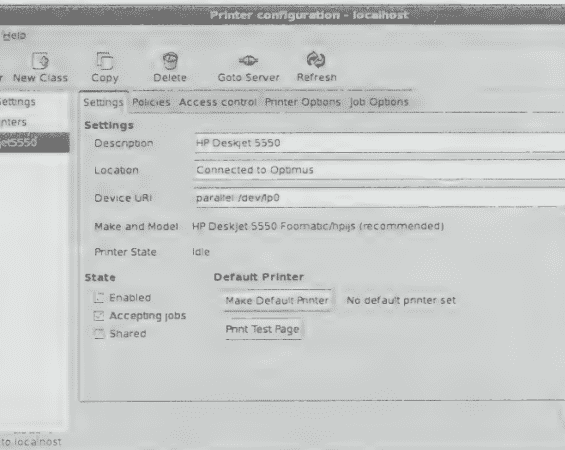 Printer configuration - localhost
Help
New Class Copy Delete Goto Server Refresh
Settings Policies Access control Printer Options Job Options
Settings
Description HP Deskjet 5550
Location Connected to Optimus
Device URI parallel:/dev/lp0
Make and Model HP Deskjet 5550 Foomatic/hpijs (recommended)
Printer State Idle
State Default Printer
Enabled Make Default Printer No default printer set
Accepting jobs Print Test Page
Shared
to localhost